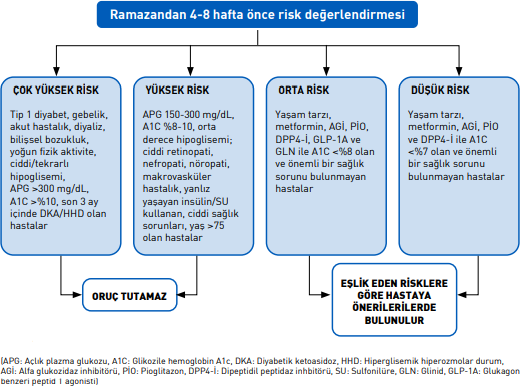 Ramazandan 4-8 hafta önce risk değerlendirmesi
ÇOK YÜKSEK RİSK
Tip 1 diyabet, gebelik,
akut hastalık, diyaliz,
bilişsel bozukluk,
yoğun fizik aktivite,
ciddi/tekrarlı
hipoglisemi,
APG >300 mg/dL,
A1C >%10, son 3 ay
içinde DKA/HHD olan
hastalar
YÜKSEK RİSK
APG 150-300 mg/dL,
A1C %8-10, orta
derece hipoglisemi;
ciddi retinopati,
nefropati, nöropati,
makrovasküler
hastalık, yanlız
yaşayan insülin/SU
kullanan, ciddi sağlık
sorunları, yaş >75
olan hastalar
ORTA RİSK
Yaşam tarzı,
metformin, AGİ, PİO,
DPP4-İ, GLP-1A ve
GLN ile A1C <%8 olan
ve önemli bir sağlık
sorunu bulunmayan
hastalar
DÜŞÜK RİSK
Yaşam tarzı,
metformin, AGİ, PİO
ve DPP4-İ ile A1C
<%7 olan ve önemli
bir sağlık sorunu
bulunmayan hastalar
ORUÇ TUTAMAZ
EŞLİK EDEN RİSKLERE
GÖRE HASTAYA
ÖNERİLERİLERDE
BULUNULUR
(APG: Açlık plazma glukozu, A1C: Glikozile hemoglobin A1c, DKA: Diyabetik ketoasidoz, HHD: Hiperglisemik hiperozmolar durum,
AGİ: Alfa glukozidaz inhibitörü, PİO: Pioglitazon, DPP4-İ: Dipeptidil peptidaz inhbitörü, SU: Sulfonilüre, GLN: Glinid, GLP-1A: Glukagon
benzeri peptid 1 agonisti)